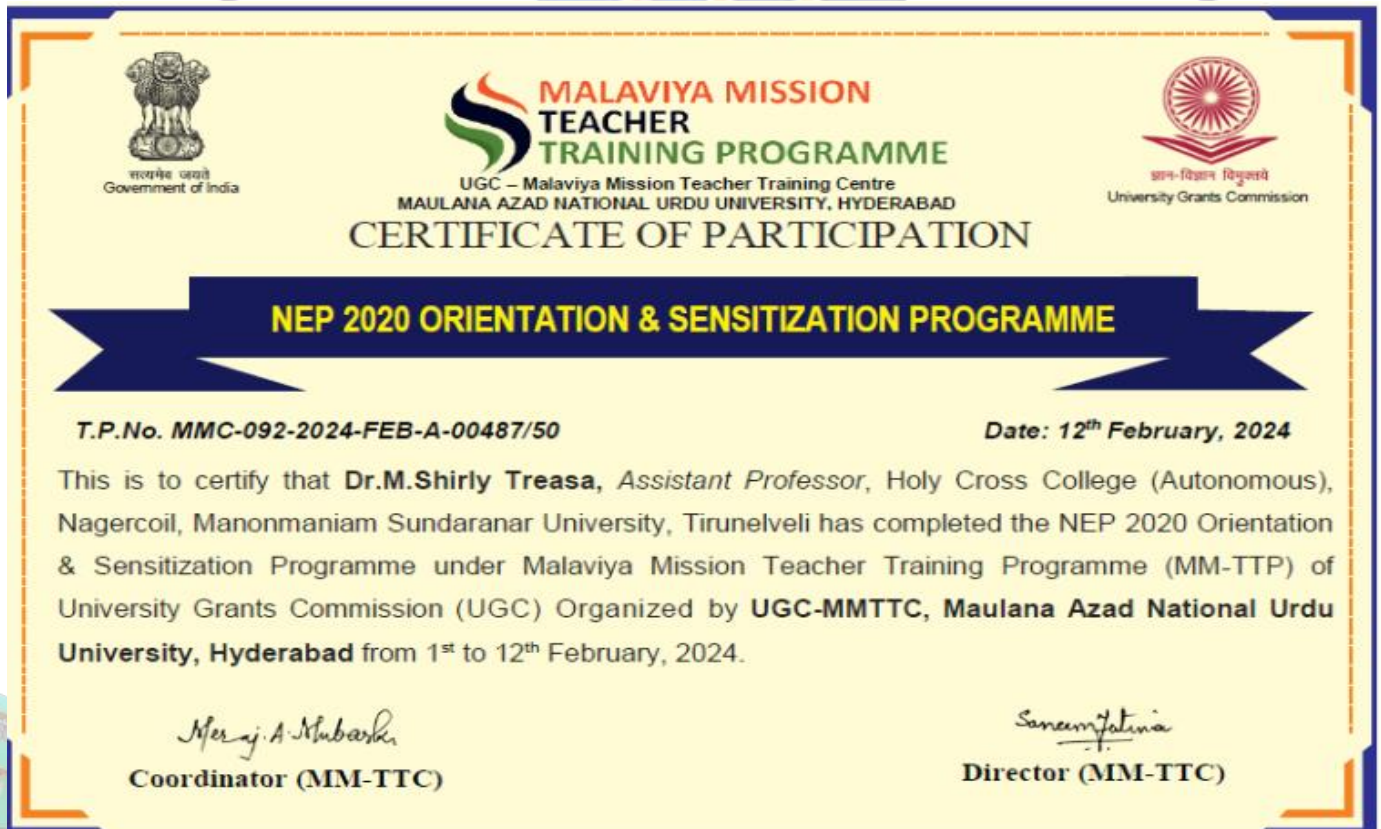 सत्यमेव जयते
Government of India
MALAVIYA MISSION
TEACHER
TRAINING PROGRAMME
UGC – Malaviya Mission Teacher Training Centre
MAULANA AZAD NATIONAL URDU UNIVERSITY, HYDERABAD
ज्ञान-विज्ञान विमुक्तये
University Grants Commission
CERTIFICATE OF PARTICIPATION
NEP 2020 ORIENTATION & SENSITIZATION PROGRAMME
T.P.No. MMC-092-2024-FEB-A-00487/50
Date: 12th February, 2024
This is to certify that Dr.M.Shirly Treasa, Assistant Professor, Holy Cross College (Autonomous),
Nagercoil, Manonmaniam Sundaranar University, Tirunelveli has completed the NEP 2020 Orientation
& Sensitization Programme under Malaviya Mission Teacher Training Programme (MM-TTP) of
University Grants Commission (UGC) Organized by UGC-MMTTC, Maulana Azad National Urdu
University, Hyderabad from 1st to 12th February, 2024.
Meraj. A. Mubarki
Coordinator (MM-TTC)
Director (MM-TTC)